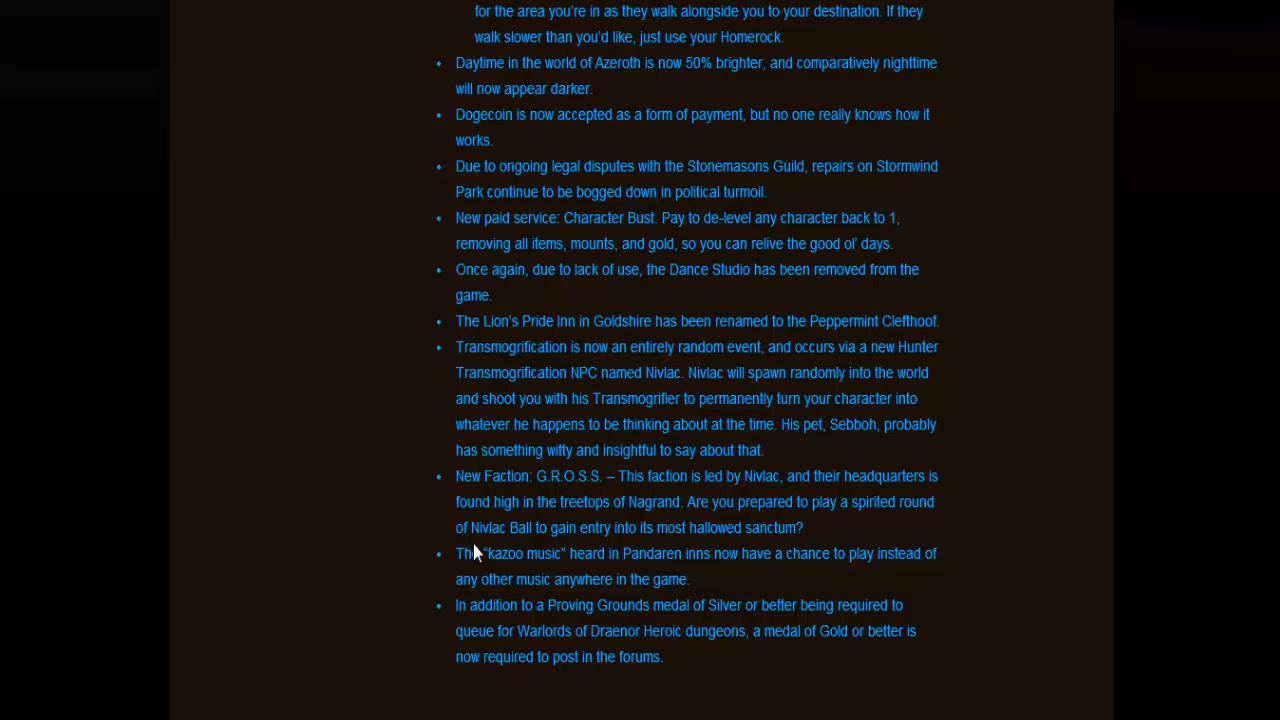 for the area you're in as they walk alongside you to your destination. If they
walk slower than you'd like, just use your Homerock.
• Daytime in the world of Azeroth is now 50% brighter, and comparatively nighttime
will now appear darker.
• Dogecoin is now accepted as a form of payment, but no one really knows how it
works.
• Due to ongoing legal disputes with the Stonemasons Guild, repairs on Stormwind
Park continue to be bogged down in political turmoil.
• New paid service: Character Bust. Pay to de-level any character back to 1,
removing all items, mounts, and gold, so you can relive the good ol' days.
• Once again, due to lack of use, the Dance Studio has been removed from the
game.
• The Lion's Pride Inn in Goldshire has been renamed to the Peppermint Clefthoof.
• Transmogrification is now an entirely random event, and occurs via a new Hunter
Transmogrification NPC named Nivlac. Nivlac will spawn randomly into the world
and shoot you with his Transmogrifier to permanently turn your character into
whatever he happens to be thinking about at the time. His pet, Sebboh, probably
has something witty and insightful to say about that.
• New Faction: G.R.O.S.S. – This faction is led by Nivlac, and their headquarters is
found high in the treetops of Nagrand. Are you prepared to play a spirited round
of Nivlac Ball to gain entry into its most hallowed sanctum?
• The "kazoo music" heard in Pandaren inns now have a chance to play instead of
any other music anywhere in the game.
• In addition to a Proving Grounds medal of Silver or better being required to
queue for Warlords of Draenor Heroic dungeons, a medal of Gold or better is
now required to post in the forums.